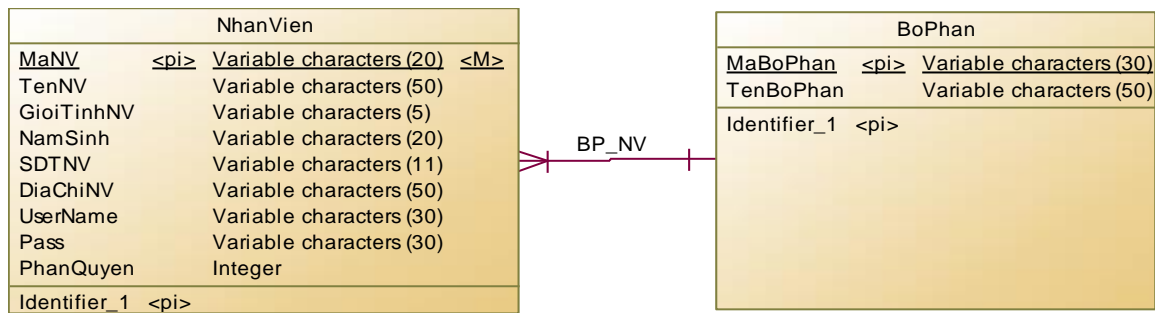 NhanVien
MaNV <pi> Variable characters (20) <M>
TenNV Variable characters (50)
GioiTinhNV Variable characters (5)
NamSinh Variable characters (20)
SDTNV Variable characters (11)
DiaChiNV Variable characters (50)
UserName Variable characters (30)
Pass Variable characters (30)
PhanQuyen Integer
Identifier_1 <pi>
BP_NV
BoPhan
MaBoPhan <pi> Variable characters (30)
TenBoPhan Variable characters (50)
Identifier_1 <pi>